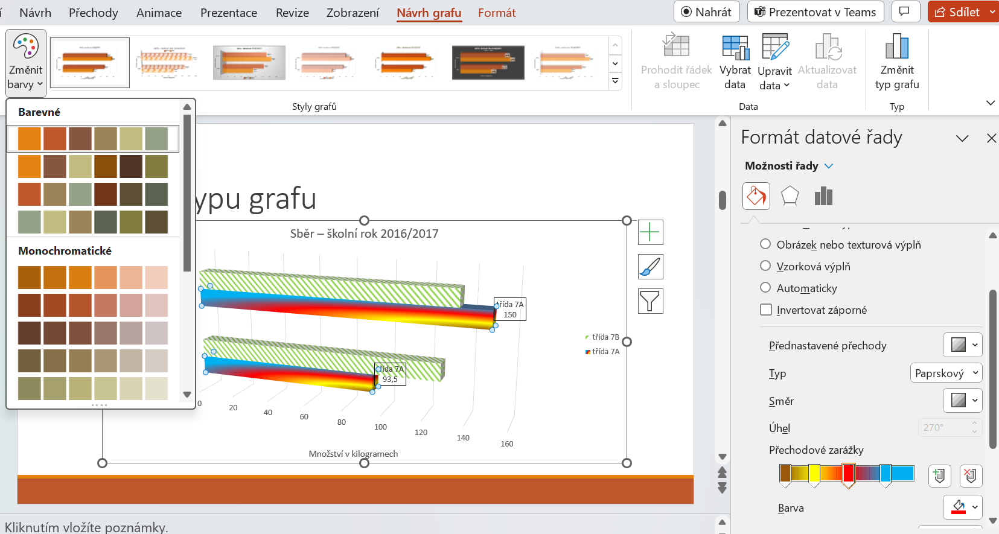 Návrh Přechody Animace Prezentace Revize Zobrazení Návrh grafu Formát Nahrát Prezentovat v Teams Sdílet
Změnit
barvy
Prohodit řádek
a sloupec
Vybrat
data
Upravit
data
Aktualizovat
data
Změnit
typ grafu
Styly grafů
Data
Typ
Barevné
Monochromatické
ypu grafu
Sběr – školní rok 2016/2017
třída 7A
150
třída 7A
93,5
třída 7B
třída 7A
0
20
40
60
80
100
120
140
160
Množství v kilogramech
Kliknutím vložíte poznámky.
Formát datové řady
Možnosti řady
Obrázek nebo texturová výplň
Vzorková výplň
Automaticky
Invertovat záporné
Přednastavené přechody
Typ Paprskový
Směr
Úhel 270°
Přechodové zarážky
Barva